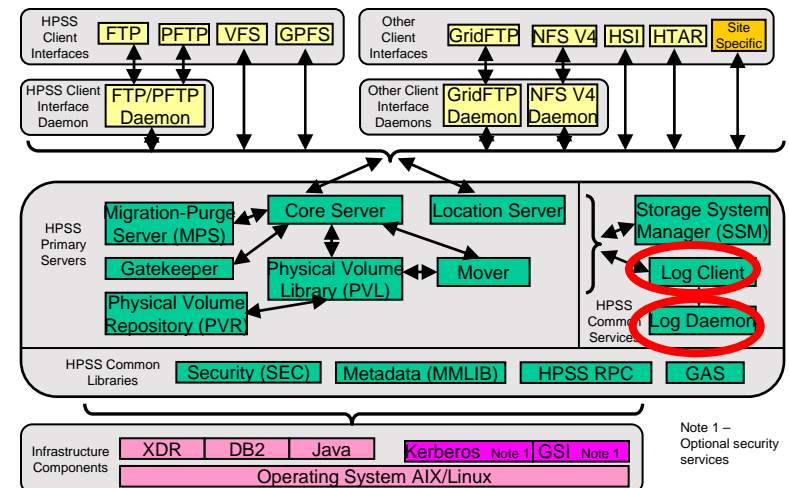 HPSS
Client
Interfaces
FTP
PFTP
VFS
GPFS
Other
Client
Interfaces
GridFTP
NFS V4
HSI
HTAR
Site
Specific
HPSS Client
Interface
Daemon
FTP/PFTP
Daemon
Other Client
Interface
Daemons
GridFTP
Daemon
NFS V4
Daemon
HPSS
Primary
Servers
Migration-Purge
Server (MPS)
Core Server
Location Server
Gatekeeper
Physical Volume
Library (PVL)
Mover
Physical Volume
Repository (PVR)
Storage System
Manager (SSM)
Log Client
HPSS
Common
Services
Log Daemon
HPSS Common
Libraries
Security (SEC)
Metadata (MMLIB)
HPSS RPC
GAS
Infrastructure
Components
XDR
DB2
Java
Kerberos Note 1
GSI Note 1
Operating System AIX/Linux
Note 1 –
Optional security
services